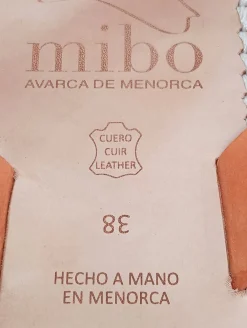 mibo
AVARCA DE MENORCA
CUERO
CUIR
LEATHER
38
HECHO A MANO
EN MENORCA